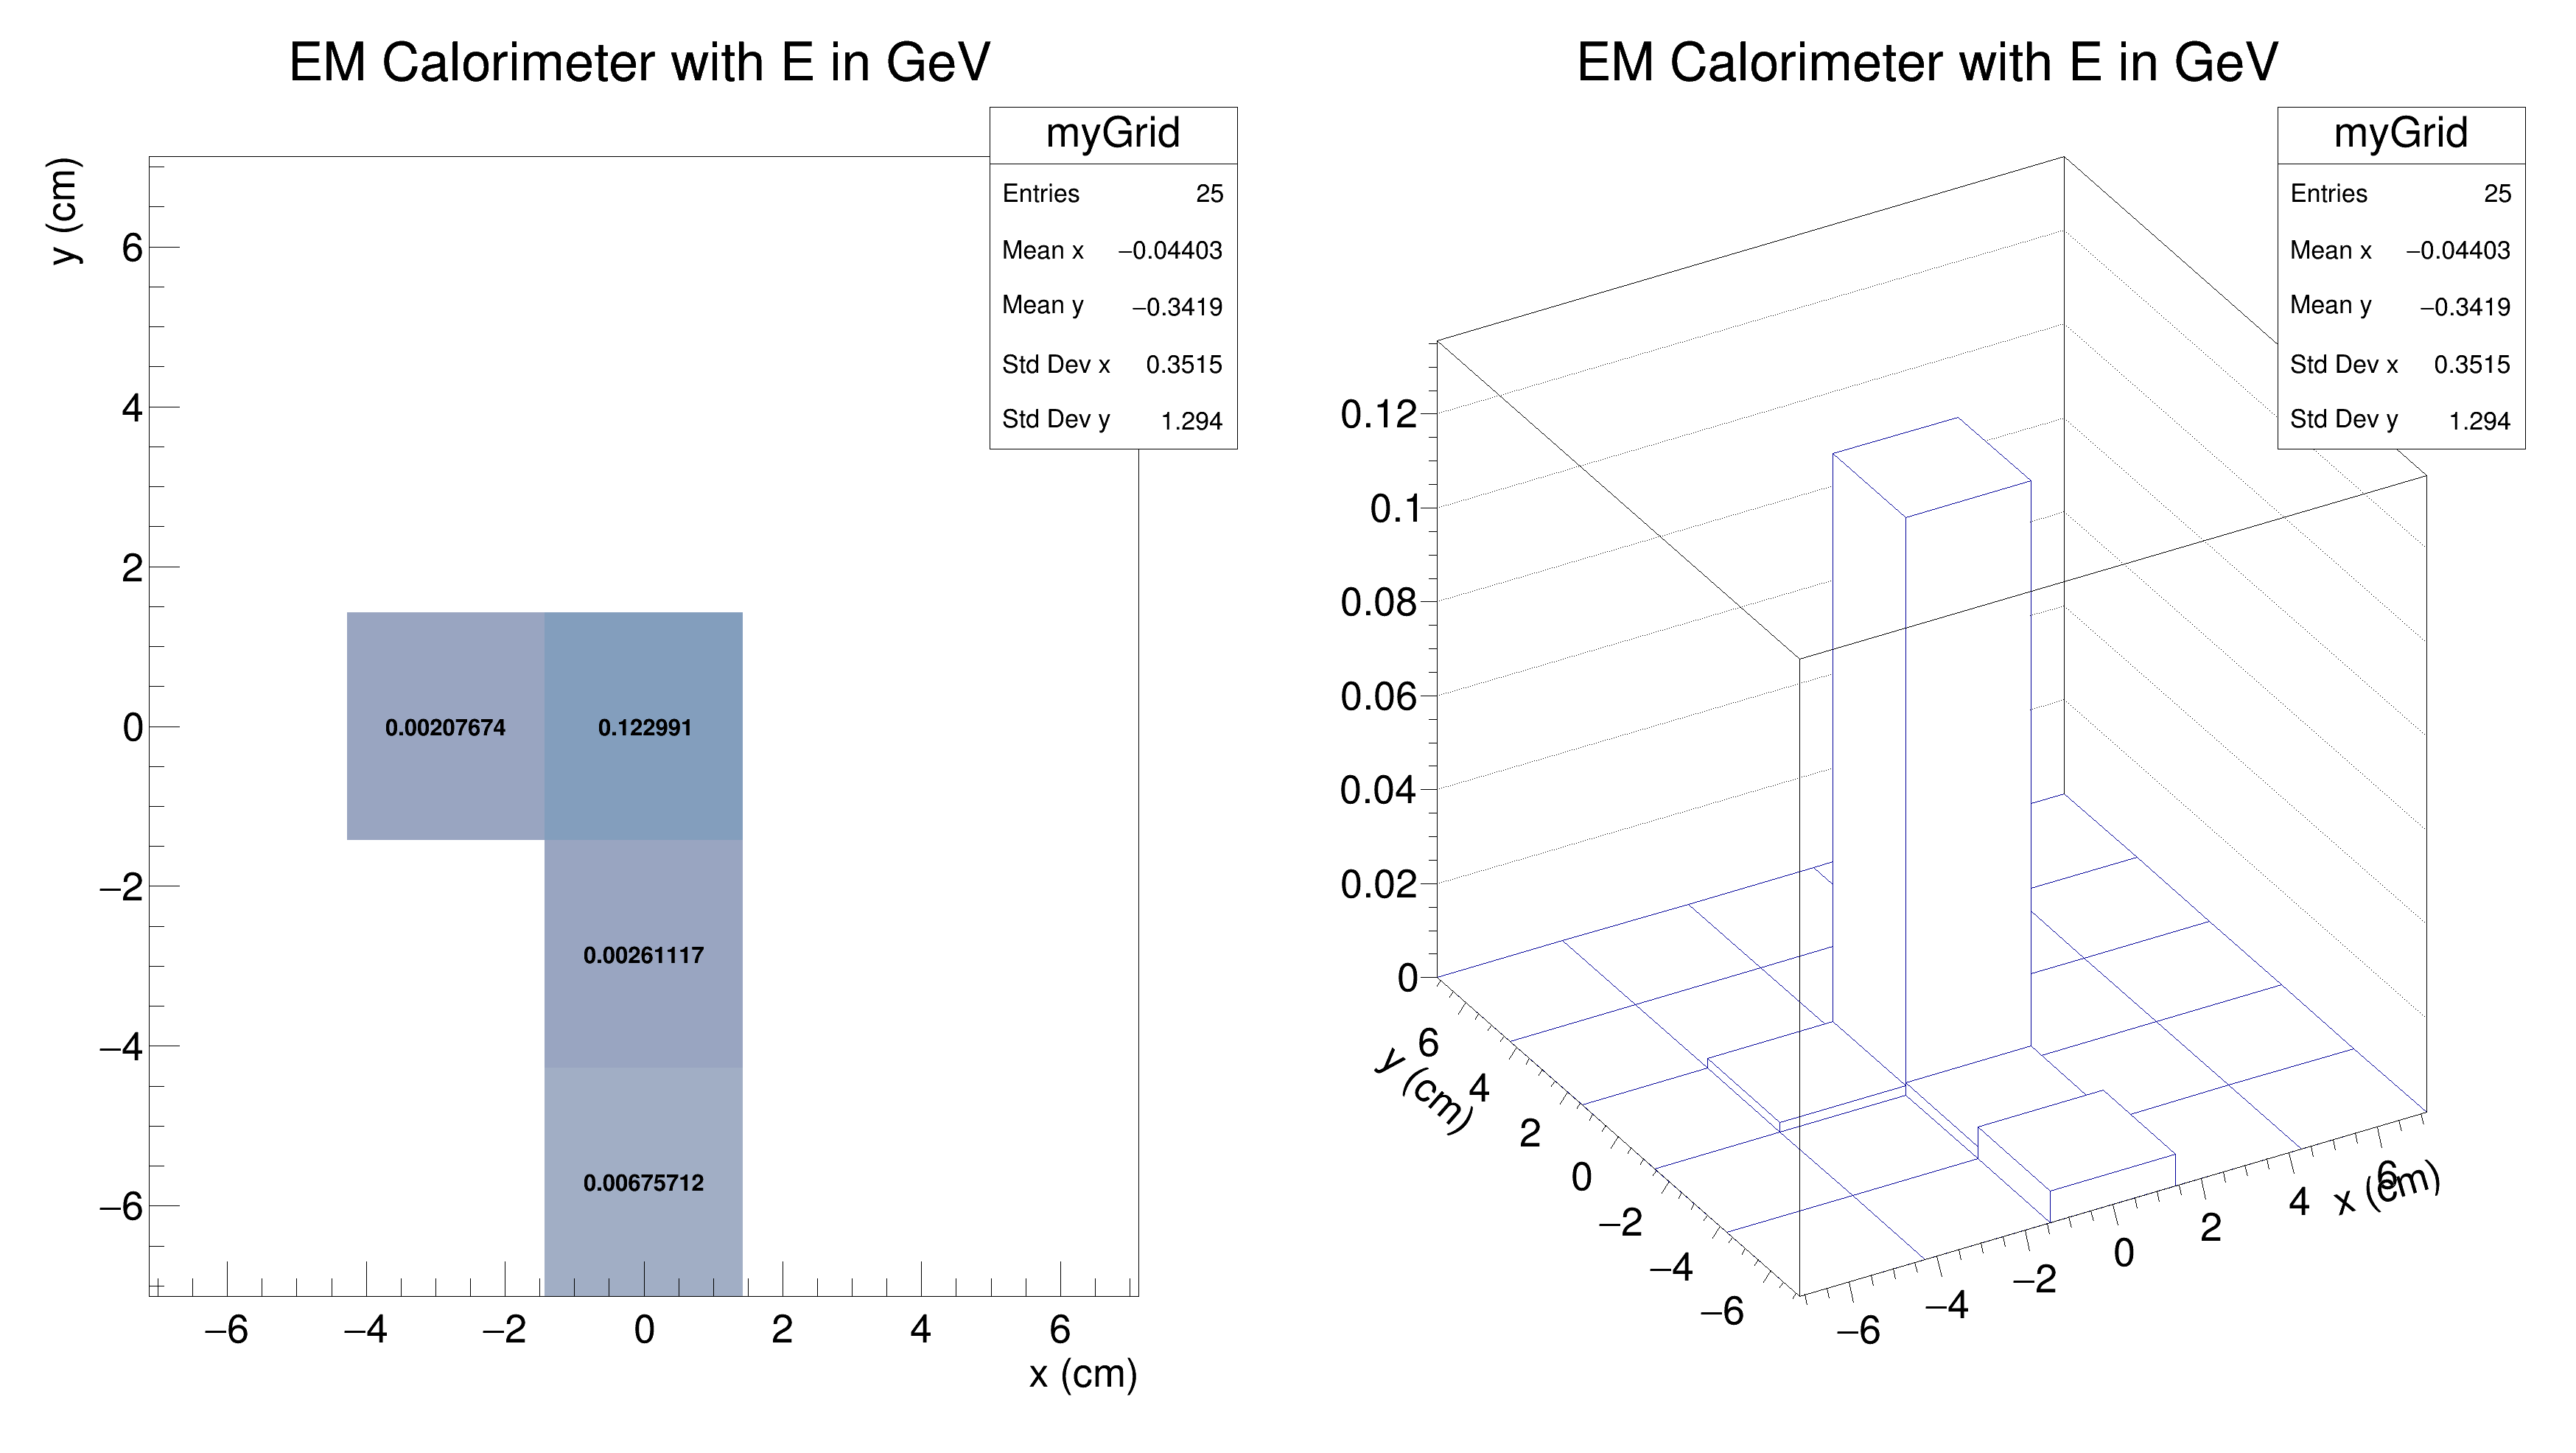 EM Calorimeter with E in GeV
myGrid
Entries 25
Mean x −0.04403
Mean y −0.3419
Std Dev x 0.3515
Std Dev y 1.294
y (cm)
6
4
2
0
−2
−4
−6
0.00207674 0.122991
0.00261117
0.00675712
−6 −4 −2 0 2 4 6
x (cm)
EM Calorimeter with E in GeV
myGrid
Entries 25
Mean x −0.04403
Mean y −0.3419
Std Dev x 0.3515
Std Dev y 1.294
0.12
0.1
0.08
0.06
0.04
0.02
0
y (cm)
6
4
2
0
−2
−4
−6
−6
−4
−2
0
2
4
6
x (cm)